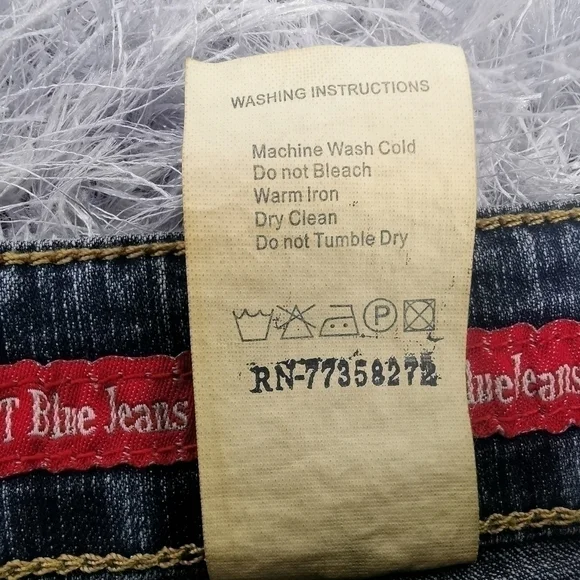 WASHING INSTRUCTIONS
Machine Wash Cold
Do not Bleach
Warm Iron
Dry Clean
Do not Tumble Dry
P
RN-77358272
T Blue Jeans
BlueJeans